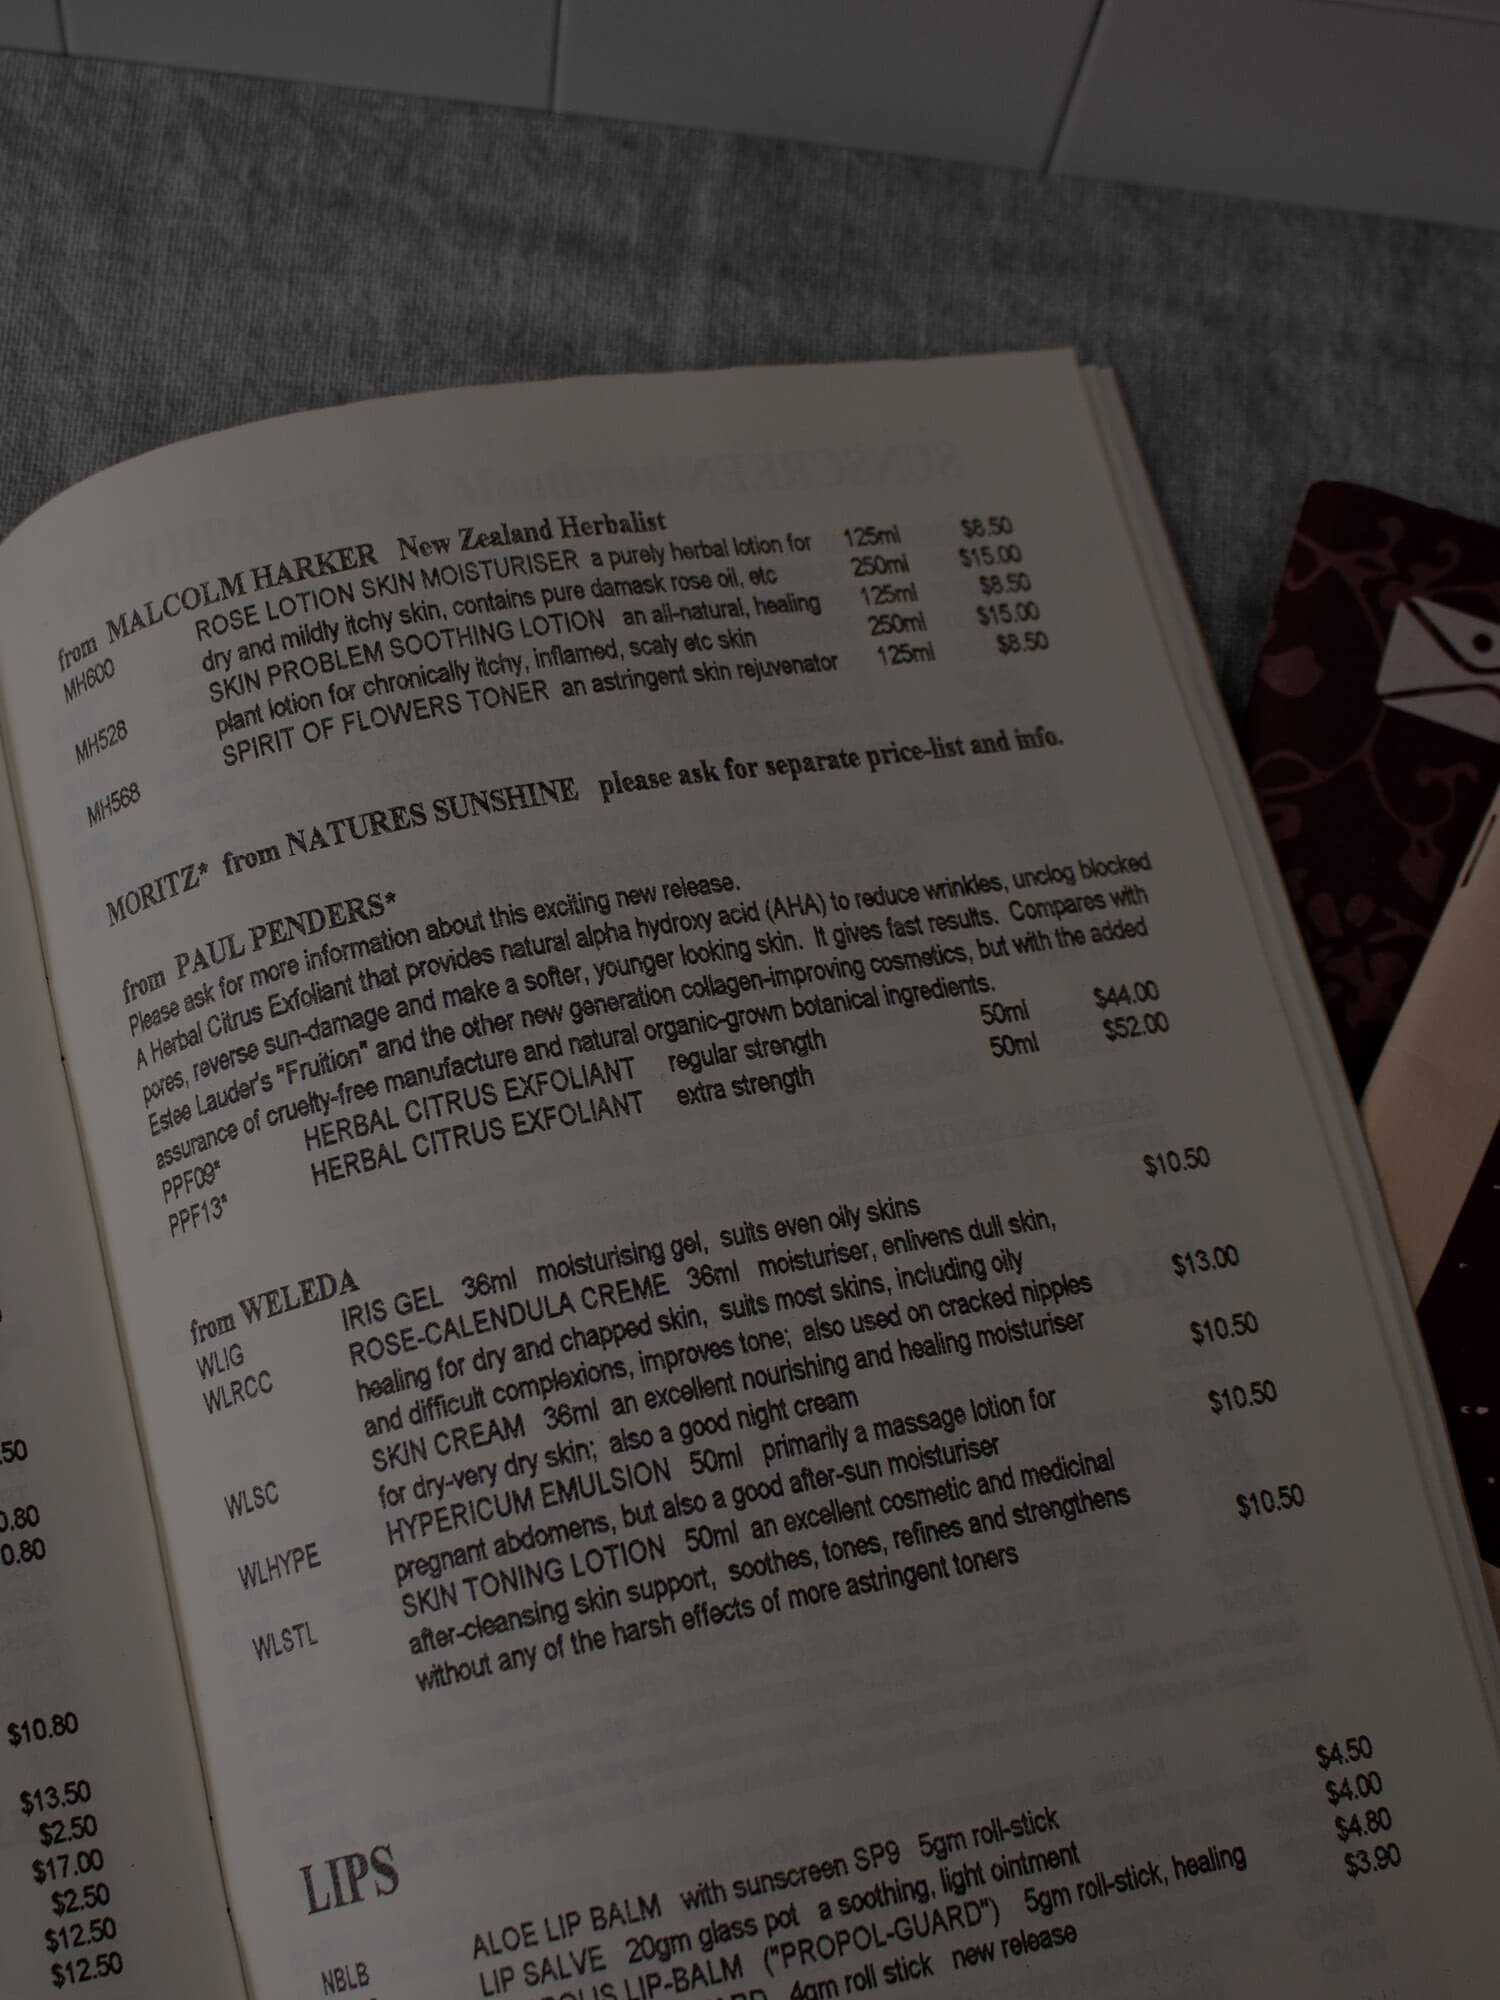 from MALCOLM HARKER New Zealand Herbalist
MH600 ROSE LOTION SKIN MOISTURISER a purely herbal lotion for 125ml $8.50
dry and mildly itchy skin, contains pure damask rose oil, etc 250ml $15.00
MH528 SKIN PROBLEM SOOTHING LOTION an all-natural, healing 125ml $8.50
plant lotion for chronically itchy, inflamed, scaly etc skin 250ml $15.00
MH568 SPIRIT OF FLOWERS TONER an astringent skin rejuvenator 125ml $8.50
MORITZ* from NATURES SUNSHINE please ask for separate price-list and info.
from PAUL PENDERS*
Please ask for more information about this exciting new release.
A Herbal Citrus Exfoliant that provides natural alpha hydroxy acid (AHA) to reduce wrinkles, unclog blocked
pores, reverse sun-damage and make a softer, younger looking skin. It gives fast results. Compares with
Estee Lauder's "Fruition" and the other new generation collagen-improving cosmetics, but with the added
assurance of cruelty-free manufacture and natural organic-grown botanical ingredients.
PPF09* HERBAL CITRUS EXFOLIANT regular strength 50ml $44.00
PPF13* HERBAL CITRUS EXFOLIANT extra strength 50ml $52.00
from WELEDA
WLIG IRIS GEL 36ml moisturising gel, suits even oily skins $10.50
WLRCC ROSE-CALENDULA CREME 36ml moisturiser, enlivens dull skin,
healing for dry and chapped skin, suits most skins, including oily
and difficult complexions, improves tone; also used on cracked nipples $13.00
WLSC SKIN CREAM 36ml an excellent nourishing and healing moisturiser
for dry-very dry skin; also a good night cream $10.50
WLHYPE HYPERICUM EMULSION 50ml primarily a massage lotion for
pregnant abdomens, but also a good after-sun moisturiser $10.50
WLSTL SKIN TONING LOTION 50ml an excellent cosmetic and medicinal
after-cleansing skin support, soothes, tones, refines and strengthens
without any of the harsh effects of more astringent toners $10.50
LIPS
NBLB ALOE LIP BALM with sunscreen SP9 5gm roll-stick $4.50
LIP SALVE 20gm glass pot a soothing, light ointment $4.00
LIP-BALM ("PROPOL-GUARD") 5gm roll-stick, healing $4.80
4gm roll stick new release $3.90
.50
0.80
0.80
$10.80
$13.50
$2.50
$17.00
$2.50
$12.50
$12.50